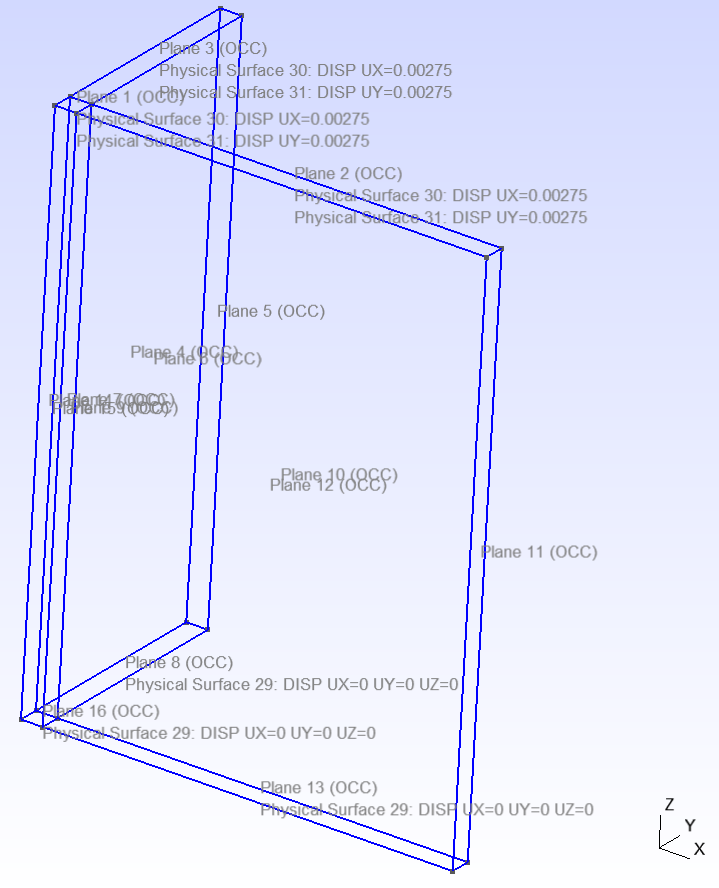 Plane 3 (OCC)
Physical Surface 30: DISP UX=0.00275
Physical Surface 31: DISP UY=0.00275
Plane 1 (OCC)
Physical Surface 30: DISP UX=0.00275
Physical Surface 31: DISP UY=0.00275
Plane 2 (OCC)
Physical Surface 30: DISP UX=0.00275
Physical Surface 31: DISP UY=0.00275
Plane 5 (OCC)
Plane 4 (OCC)
Plane 6 (OCC)
Plane 10 (OCC)
Plane 12 (OCC)
Plane 11 (OCC)
Plane 8 (OCC)
Physical Surface 29: DISP UX=0 UY=0 UZ=0
Plane 16 (OCC)
Physical Surface 29: DISP UX=0 UY=0 UZ=0
Plane 13 (OCC)
Physical Surface 29: DISP UX=0 UY=0 UZ=0
Z
Y
X